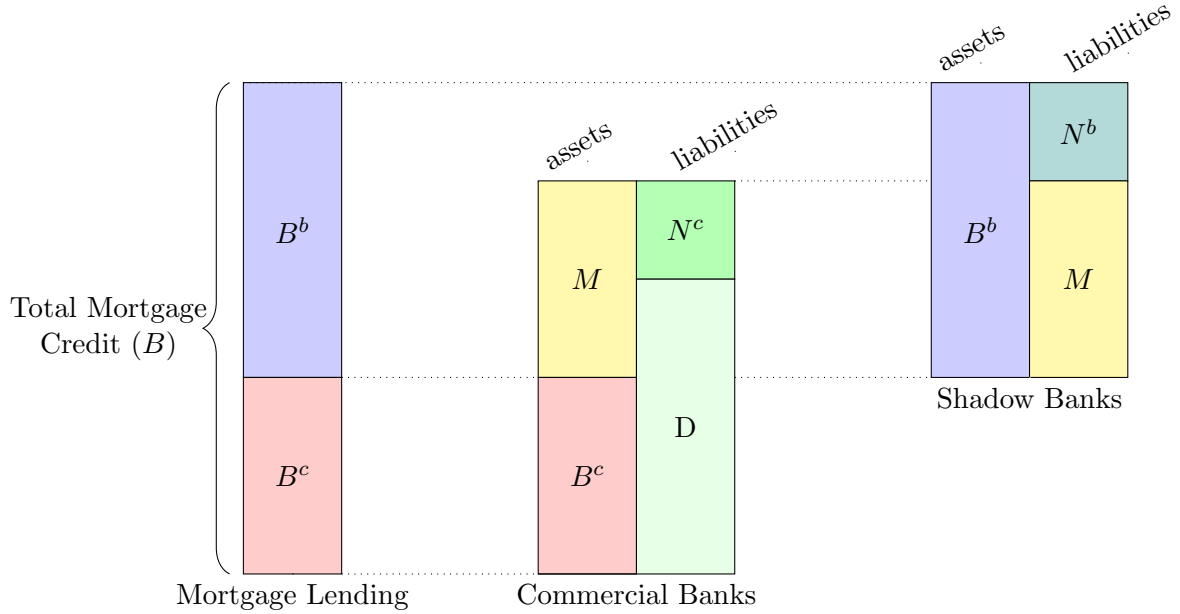 assets
liabilities
B^b
N^b
assets
liabilities
N^c
B^b
M
M
Total Mortgage
Credit (B)
Shadow Banks
D
B^c
B^c
Mortgage Lending
Commercial Banks